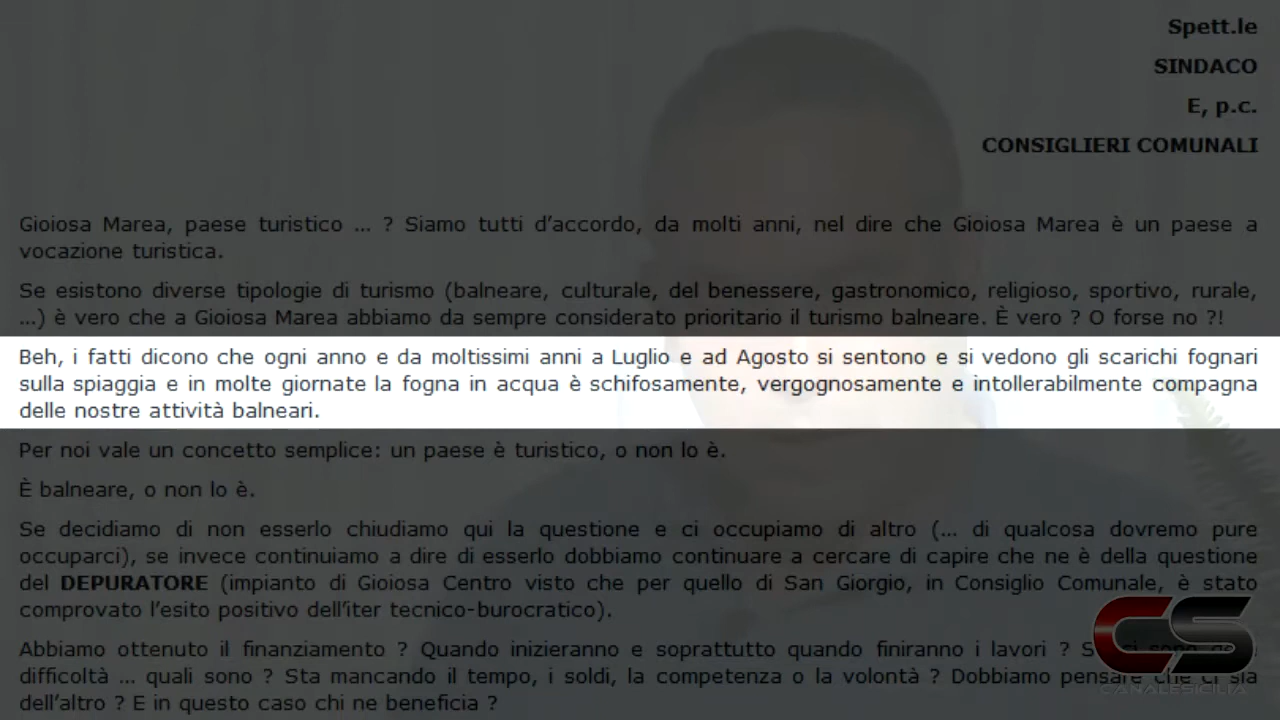 Spett.le
SINDACO
E, p.c.
CONSIGLIERI COMUNALI
Gioiosa Marea, paese turistico ... ? Siamo tutti d'accordo, da molti anni, nel dire che Gioiosa Marea è un paese a
vocazione turistica.
Se esistono diverse tipologie di turismo (balneare, culturale, del benessere, gastronomico, religioso, sportivo, rurale,
...) è vero che a Gioiosa Marea abbiamo da sempre considerato prioritario il turismo balneare. È vero ? O forse no ?!
Beh, i fatti dicono che ogni anno e da moltissimi anni a Luglio e ad Agosto si sentono e si vedono gli scarichi fognari
sulla spiaggia e in molte giornate la fogna in acqua è schifosamente, vergognosamente e intollerabilmente compagna
delle nostre attività balneari.
Per noi vale un concetto semplice: un paese è turistico, o non lo è.
È balneare, o non lo è.
Se decidiamo di non esserlo chiudiamo qui la questione e ci occupiamo di altro (... di qualcosa dovremo pure
occuparci), se invece continuiamo a dire di esserlo dobbiamo continuare a cercare di capire che ne è della questione
del DEPURATORE (impianto di Gioiosa Centro visto che per quello di San Giorgio, in Consiglio Comunale, è stato
comprovato l'esito positivo dell'iter tecnico-burocratico).
Abbiamo ottenuto il finanziamento ? Quando inizieranno e soprattutto quando finiranno i lavori ?
difficoltà ... quali sono ? Sta mancando il tempo, i soldi, la competenza o la volontà ? Dobbiamo pensare che ci sia
dell'altro ? E in questo caso chi ne beneficia ?
CS
CANALESICILIA